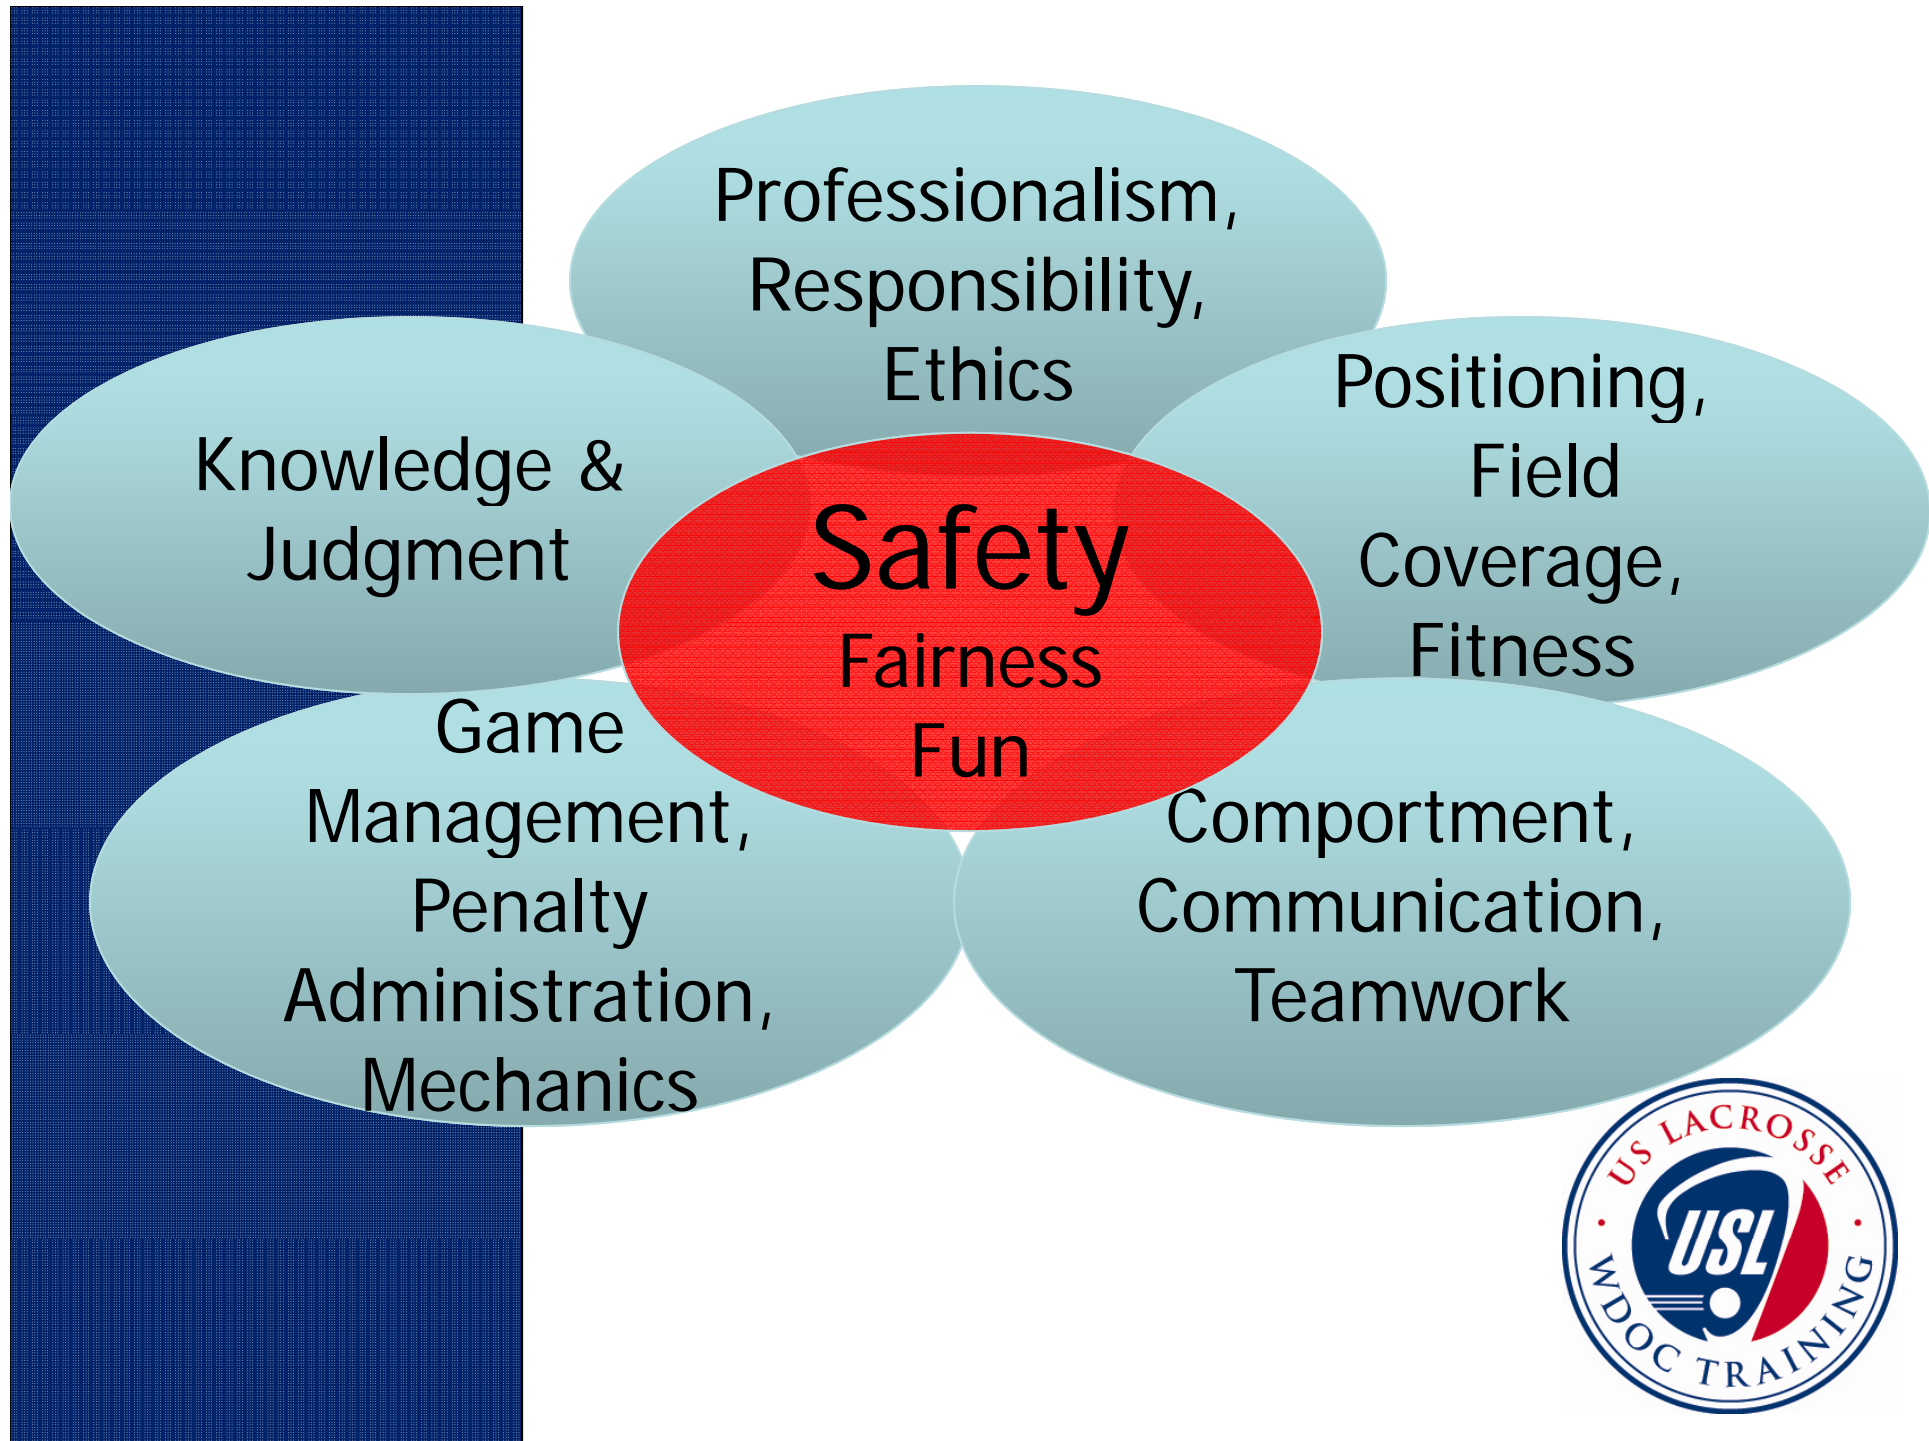 Professionalism,
Responsibility,
Ethics
Knowledge &
Judgment
Positioning,
Field
Coverage,
Fitness
Safety
Fairness
Fun
Game
Management,
Penalty
Administration,
Mechanics
Comportment,
Communication,
Teamwork
US LACROSSE
USL
WDOC TRAINING